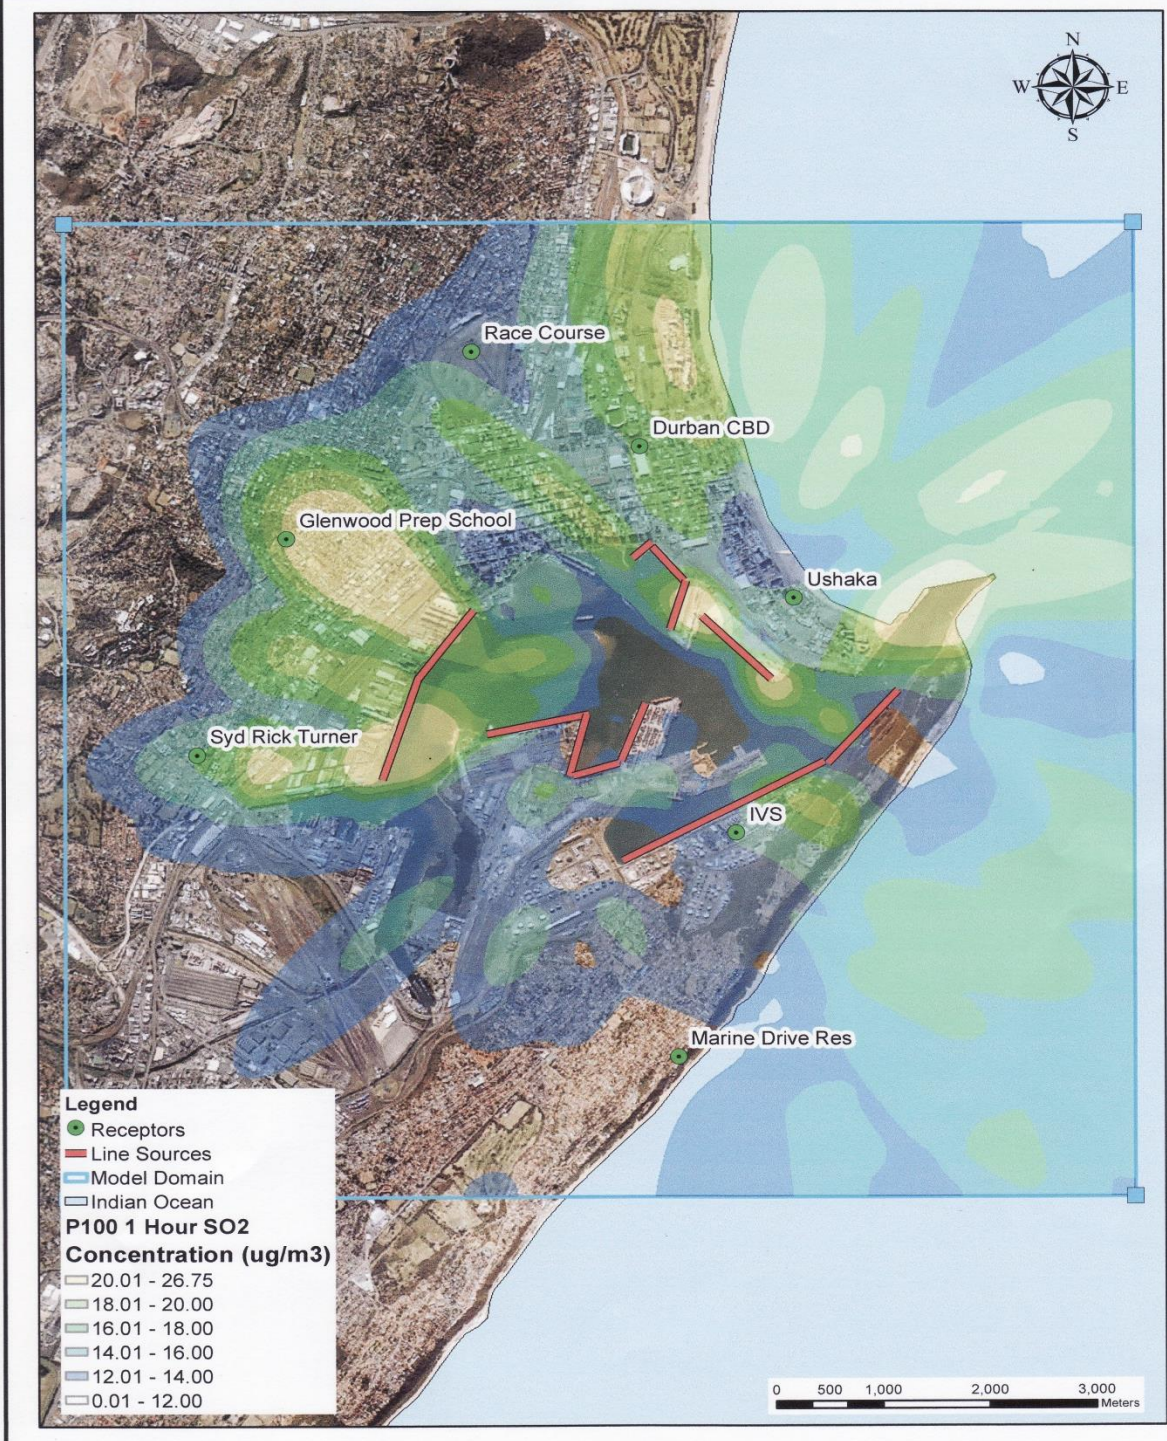 N
W E
S
Race Course
Durban CBD
Glenwood Prep School
Ushaka
Syd Rick Turner
IVS
Marine Drive Res
Legend
Receptors
Line Sources
Model Domain
Indian Ocean
P100 1 Hour SO2
Concentration (ug/m3)
20.01 - 26.75
18.01 - 20.00
16.01 - 18.00
14.01 - 16.00
12.01 - 14.00
0.01 - 12.00
0 500 1,000 2,000 3,000
Meters